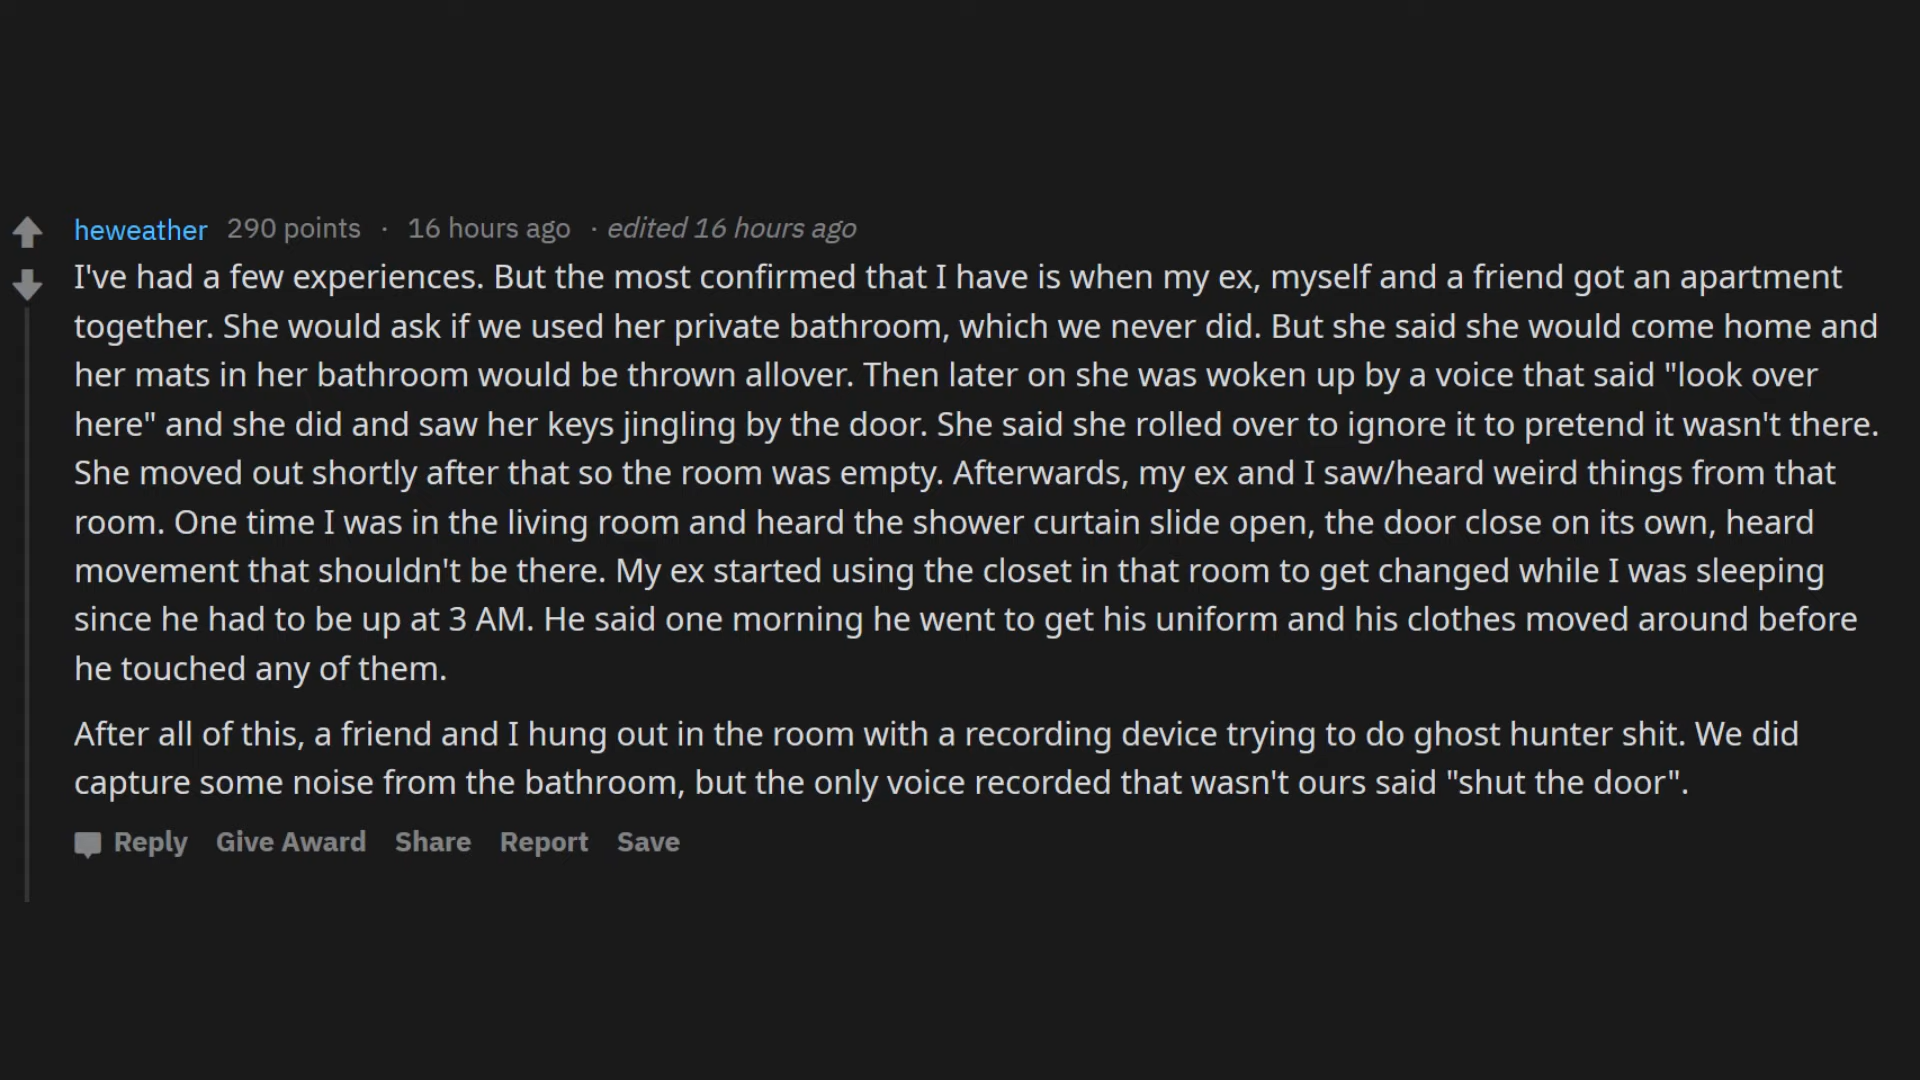 heweather 290 points · 16 hours ago · edited 16 hours ago
I've had a few experiences. But the most confirmed that I have is when my ex, myself and a friend got an apartment
together. She would ask if we used her private bathroom, which we never did. But she said she would come home and
her mats in her bathroom would be thrown allover. Then later on she was woken up by a voice that said "look over
here" and she did and saw her keys jingling by the door. She said she rolled over to ignore it to pretend it wasn't there.
She moved out shortly after that so the room was empty. Afterwards, my ex and I saw/heard weird things from that
room. One time I was in the living room and heard the shower curtain slide open, the door close on its own, heard
movement that shouldn't be there. My ex started using the closet in that room to get changed while I was sleeping
since he had to be up at 3 AM. He said one morning he went to get his uniform and his clothes moved around before
he touched any of them.
After all of this, a friend and I hung out in the room with a recording device trying to do ghost hunter shit. We did
capture some noise from the bathroom, but the only voice recorded that wasn't ours said "shut the door".
Reply Give Award Share Report Save